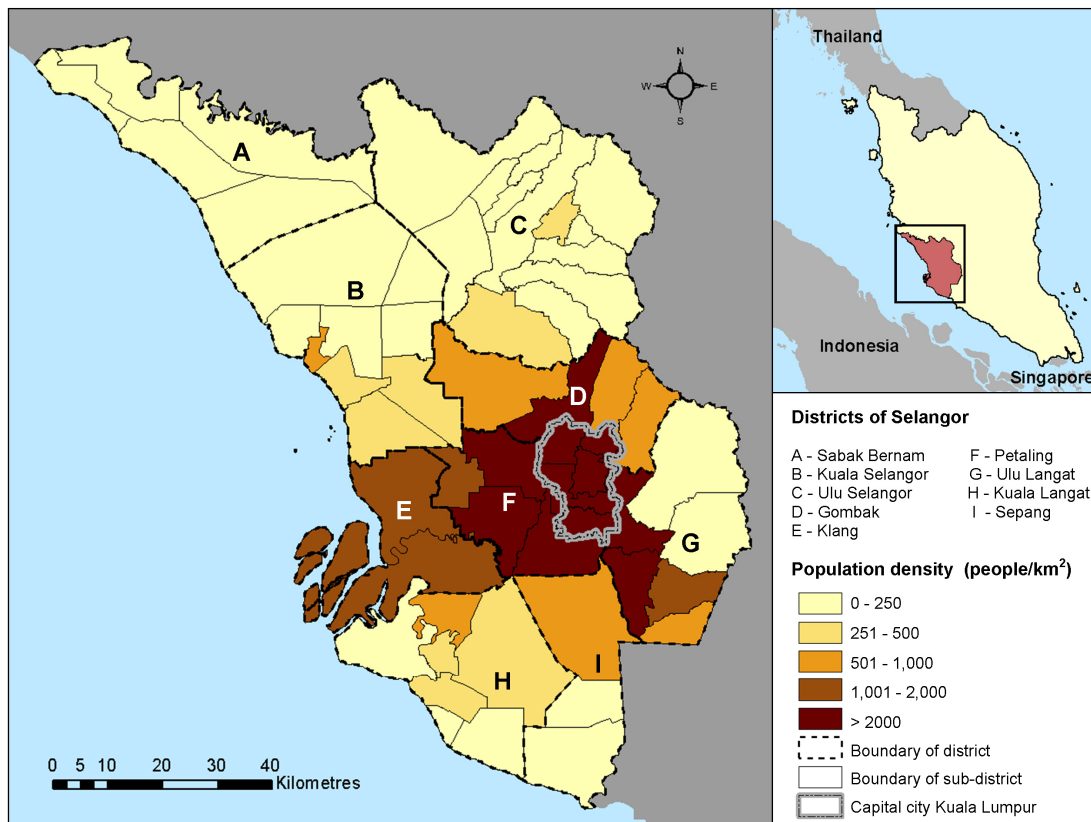 A
B
C
D
E
F
G
H
I
N
W
E
S
0 5 10 20 30 40
Kilometres
Thailand
Indonesia
Singapore
Districts of Selangor
A - Sabak Bernam
B - Kuala Selangor
C - Ulu Selangor
D - Gombak
E - Klang
F - Petaling
G - Ulu Langat
H - Kuala Langat
I - Sepang
Population density (people/km²)
0 - 250
251 - 500
501 - 1,000
1,001 - 2,000
> 2000
Boundary of district
Boundary of sub-district
Capital city Kuala Lumpur